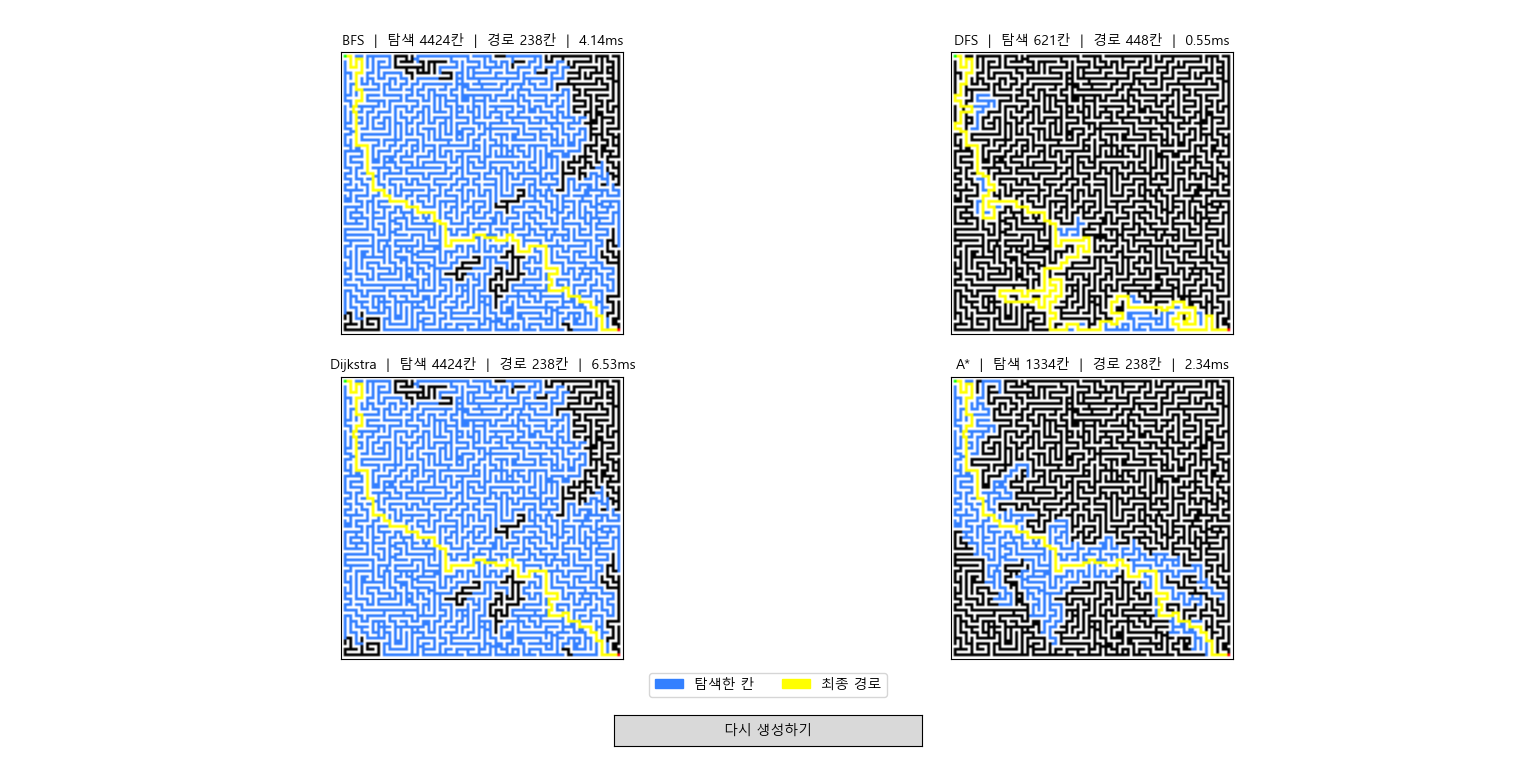 BFS | 탐색 4424칸 | 경로 238칸 | 4.14ms
DFS | 탐색 621칸 | 경로 448칸 | 0.55ms
Dijkstra | 탐색 4424칸 | 경로 238칸 | 6.53ms
A* | 탐색 1334칸 | 경로 238칸 | 2.34ms
탐색한 칸
최종 경로
다시 생성하기